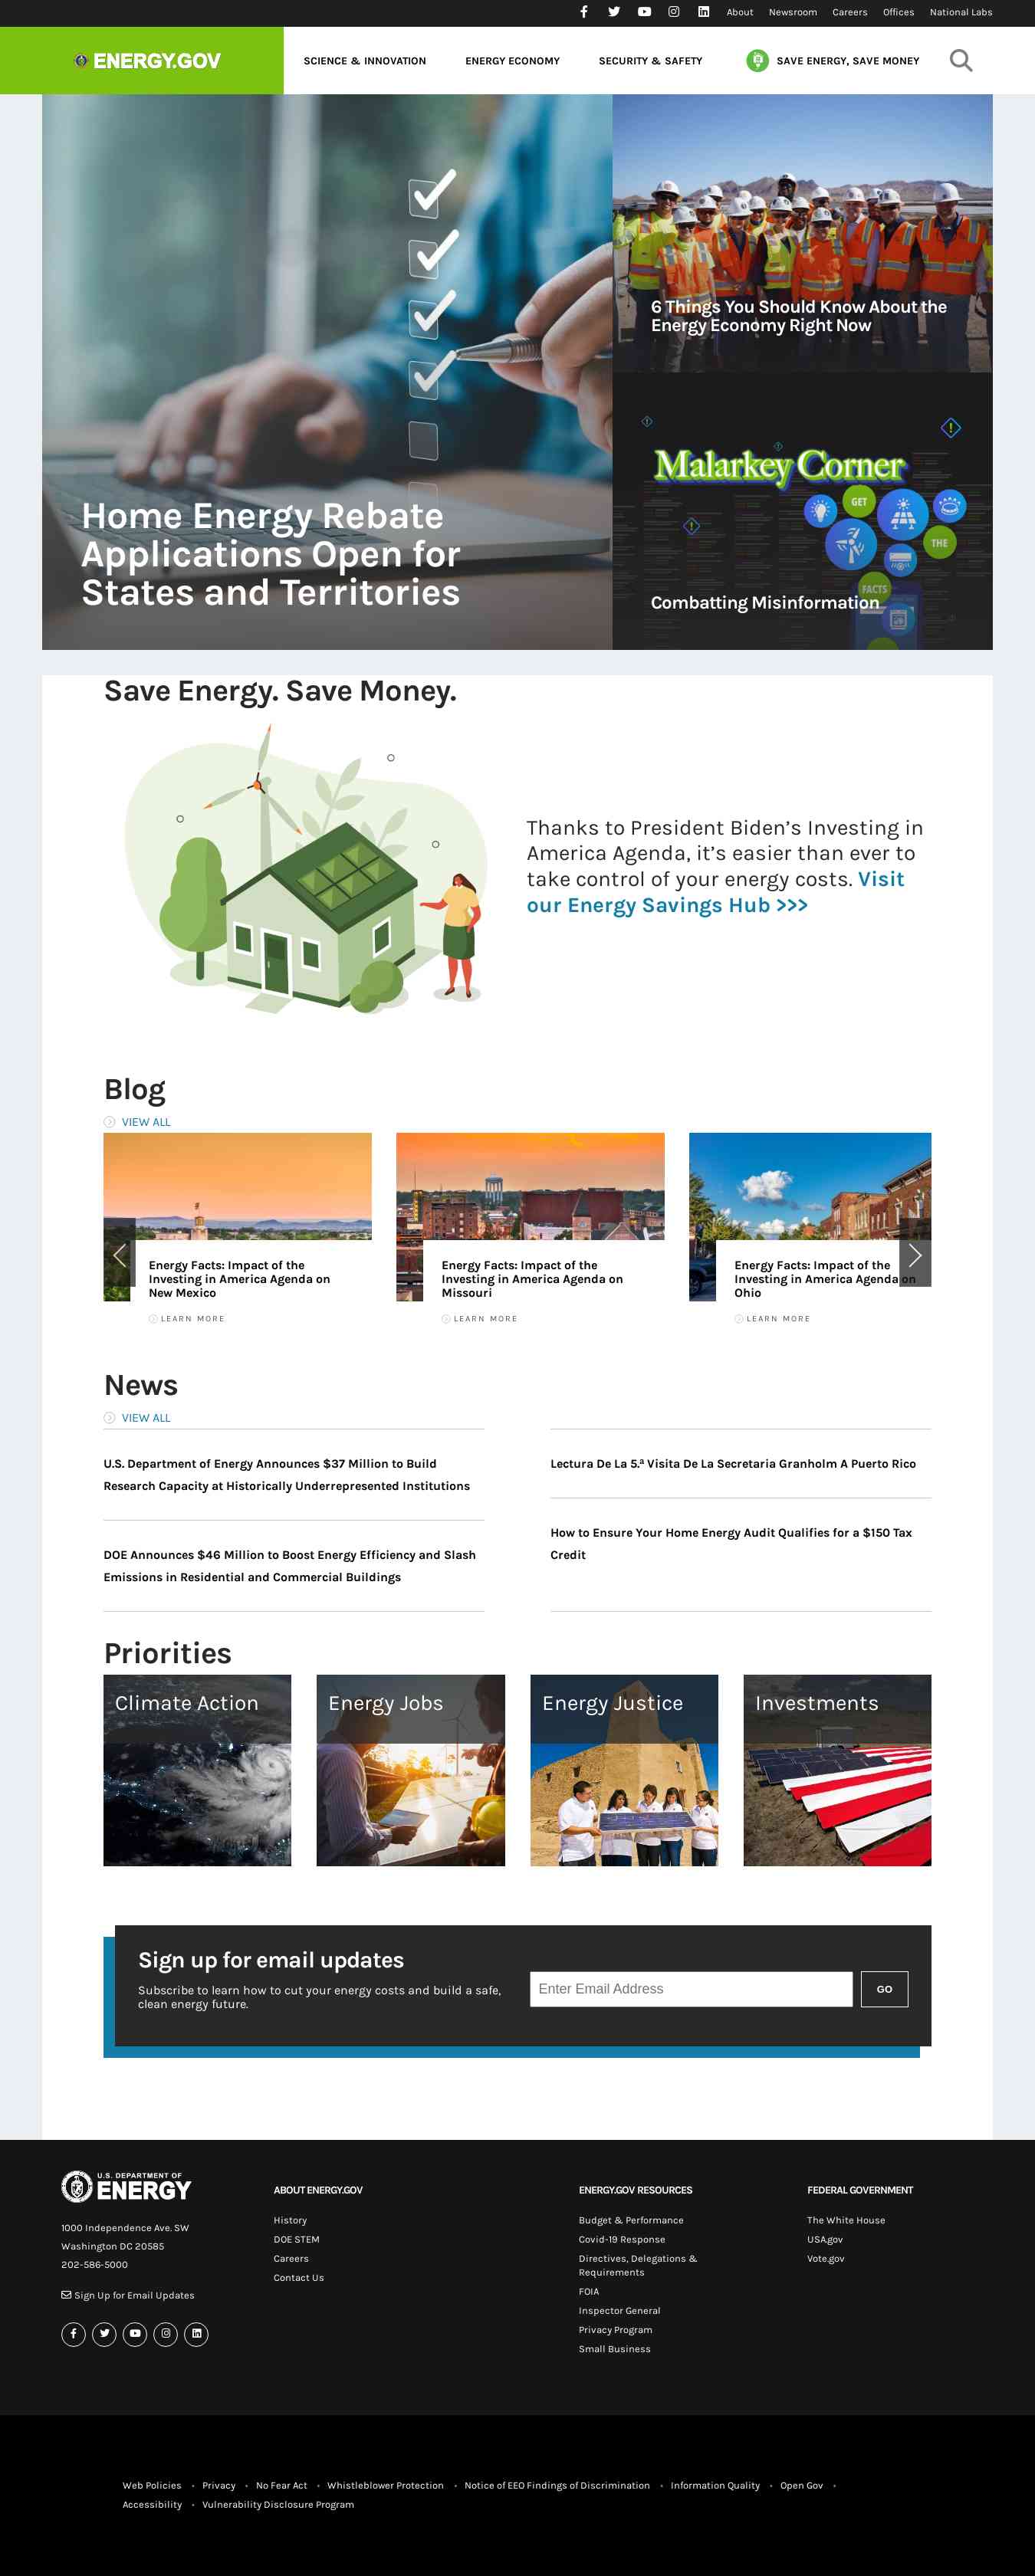 About Newsroom Careers Offices National Labs
ENERGY.GOV
SCIENCE & INNOVATION ENERGY ECONOMY SECURITY & SAFETY SAVE ENERGY, SAVE MONEY
Home Energy Rebate
Applications Open for
States and Territories
6 Things You Should Know About the
Energy Economy Right Now
Malarkey Corner
GET
THE
FACTS
Combatting Misinformation
Save Energy. Save Money.
Thanks to President Biden’s Investing in
America Agenda, it’s easier than ever to
take control of your energy costs. Visit
our Energy Savings Hub >>>
Blog
VIEW ALL
Energy Facts: Impact of the
Investing in America Agenda on
New Mexico
LEARN MORE
Energy Facts: Impact of the
Investing in America Agenda on
Missouri
LEARN MORE
Energy Facts: Impact of the
Investing in America Agenda on
Ohio
LEARN MORE
News
VIEW ALL
U.S. Department of Energy Announces $37 Million to Build
Research Capacity at Historically Underrepresented Institutions
DOE Announces $46 Million to Boost Energy Efficiency and Slash
Emissions in Residential and Commercial Buildings
Lectura De La 5.ª Visita De La Secretaria Granholm A Puerto Rico
How to Ensure Your Home Energy Audit Qualifies for a $150 Tax
Credit
Priorities
Climate Action
Energy Jobs
Energy Justice
Investments
Sign up for email updates
Subscribe to learn how to cut your energy costs and build a safe,
clean energy future.
Enter Email Address
GO
U.S. DEPARTMENT OF
ENERGY
1000 Independence Ave. SW
Washington DC 20585
202-586-5000
Sign Up for Email Updates
ABOUT ENERGY.GOV
History
DOE STEM
Careers
Contact Us
ENERGY.GOV RESOURCES
Budget & Performance
Covid-19 Response
Directives, Delegations &
Requirements
FOIA
Inspector General
Privacy Program
Small Business
FEDERAL GOVERNMENT
The White House
USA.gov
Vote.gov
Web Policies • Privacy • No Fear Act • Whistleblower Protection • Notice of EEO Findings of Discrimination • Information Quality • Open Gov •
Accessibility • Vulnerability Disclosure Program